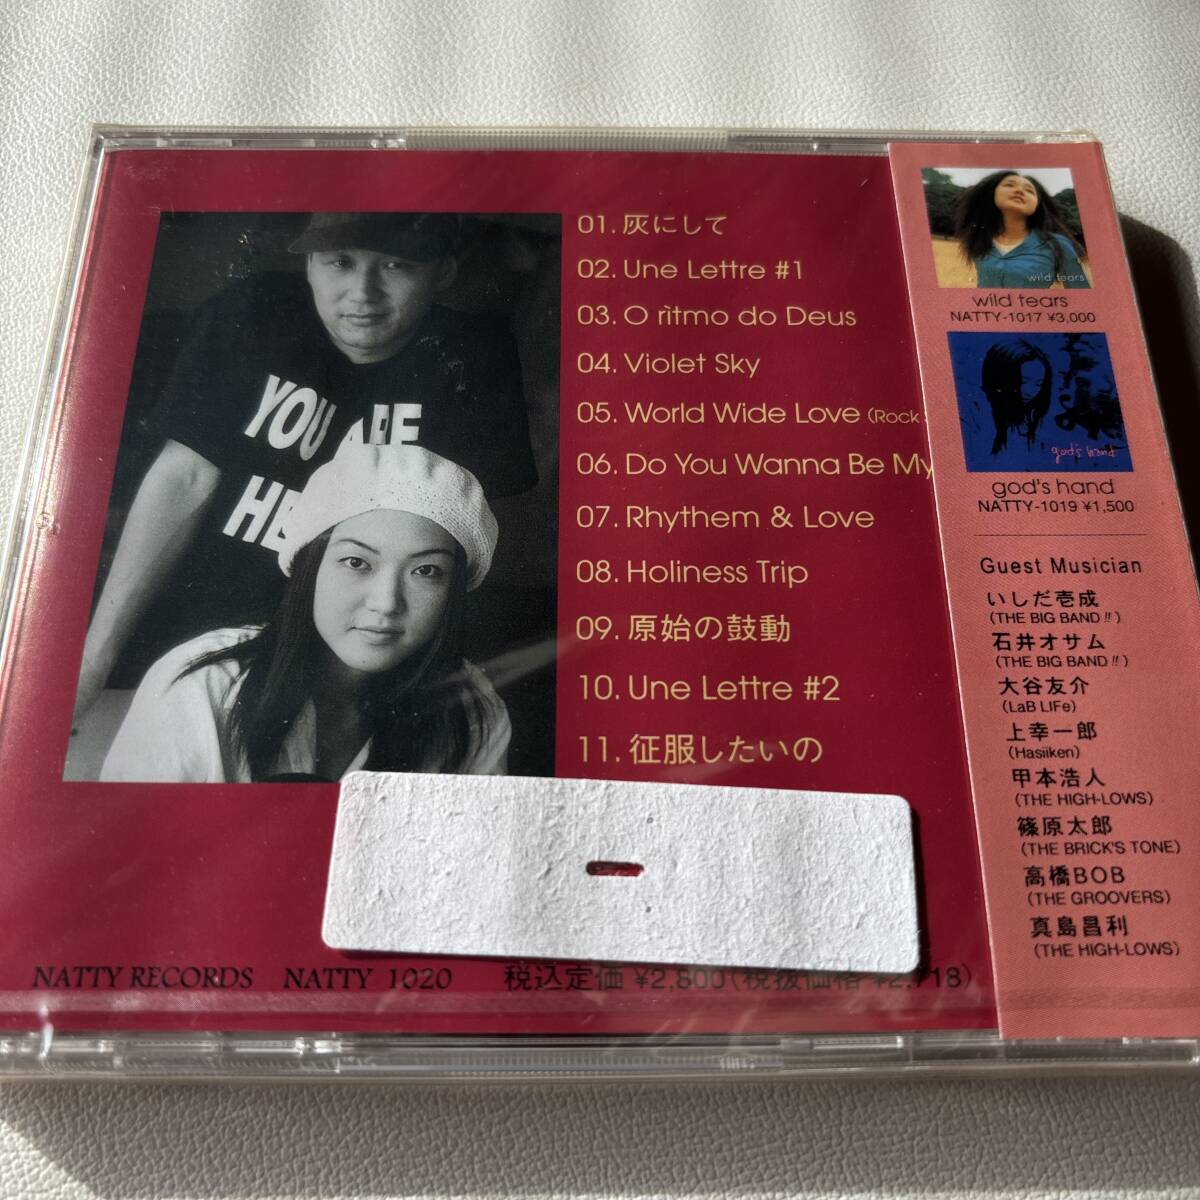 YOU ARE
HE
01. 灰にして
02. Une Lettre #1
03. O rìtmo do Deus
04. Violet Sky
05. World Wide Love (Rock
06. Do You Wanna Be My
07. Rhythem & Love
08. Holiness Trip
09. 原始の鼓動
10. Une Lettre #2
11. 征服したいの
NATTY RECORDS NATTY 1020 税込定価 ¥2,800(税抜価格 ¥2,718)
wild tears
wild tears
NATTY-1017 ¥3,000
god's hand
god's hand
NATTY-1019 ¥1,500
Guest Musician
いしだ壱成
(THE BIG BAND!!)
石井オサム
(THE BIG BAND!!)
大谷友介
(LaB LIFe)
上幸一郎
(Hasiiken)
甲本浩人
(THE HIGH-LOWS)
篠原太郎
(THE BRICK'S TONE)
高橋BOB
(THE GROOVERS)
真島昌利
(THE HIGH-LOWS)